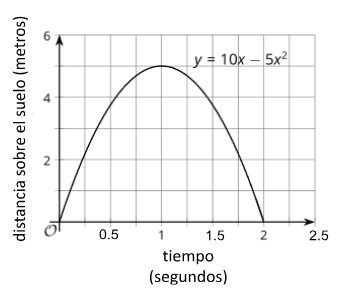 distancia sobre el suelo (metros)
6
y = 10x − 5x²
4
2
O
0.5 1 1.5 2 2.5
tiempo
(segundos)